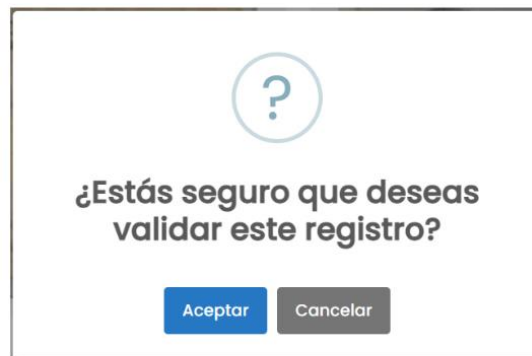 ?
¿Estás seguro que deseas
validar este registro?
Aceptar Cancelar